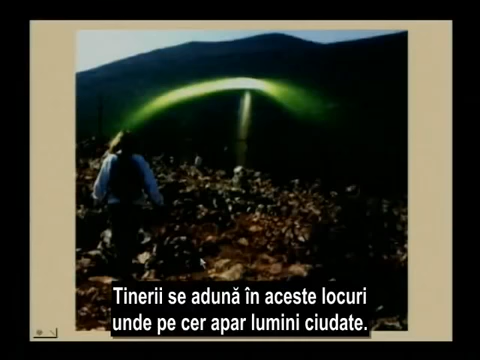 Tinerii se adună în aceste locuri
unde pe cer apar lumini ciudate.